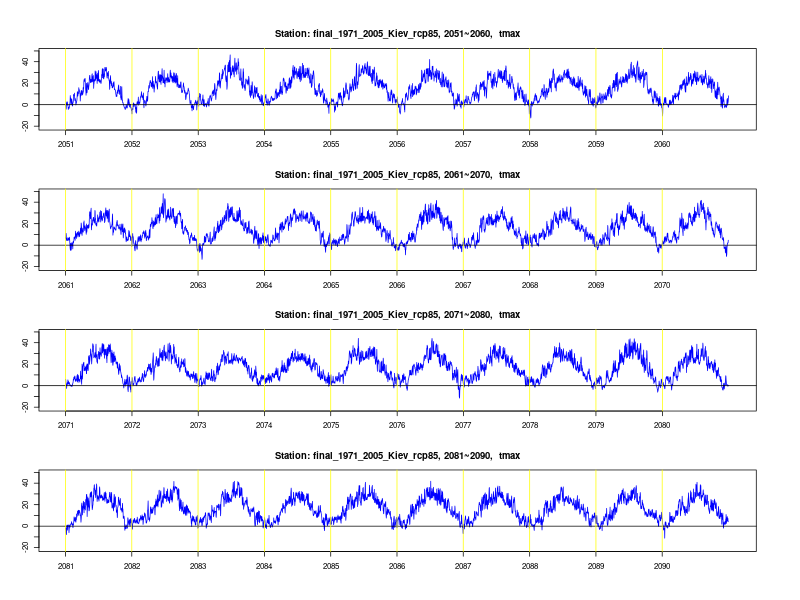 Station: final_1971_2005_Kiev_rcp85, 2051~2060, tmax
-20 0 20 40
2051 2052 2053 2054 2055 2056 2057 2058 2059 2060
Station: final_1971_2005_Kiev_rcp85, 2061~2070, tmax
-20 0 20 40
2061 2062 2063 2064 2065 2066 2067 2068 2069 2070
Station: final_1971_2005_Kiev_rcp85, 2071~2080, tmax
-20 0 20 40
2071 2072 2073 2074 2075 2076 2077 2078 2079 2080
Station: final_1971_2005_Kiev_rcp85, 2081~2090, tmax
-20 0 20 40
2081 2082 2083 2084 2085 2086 2087 2088 2089 2090